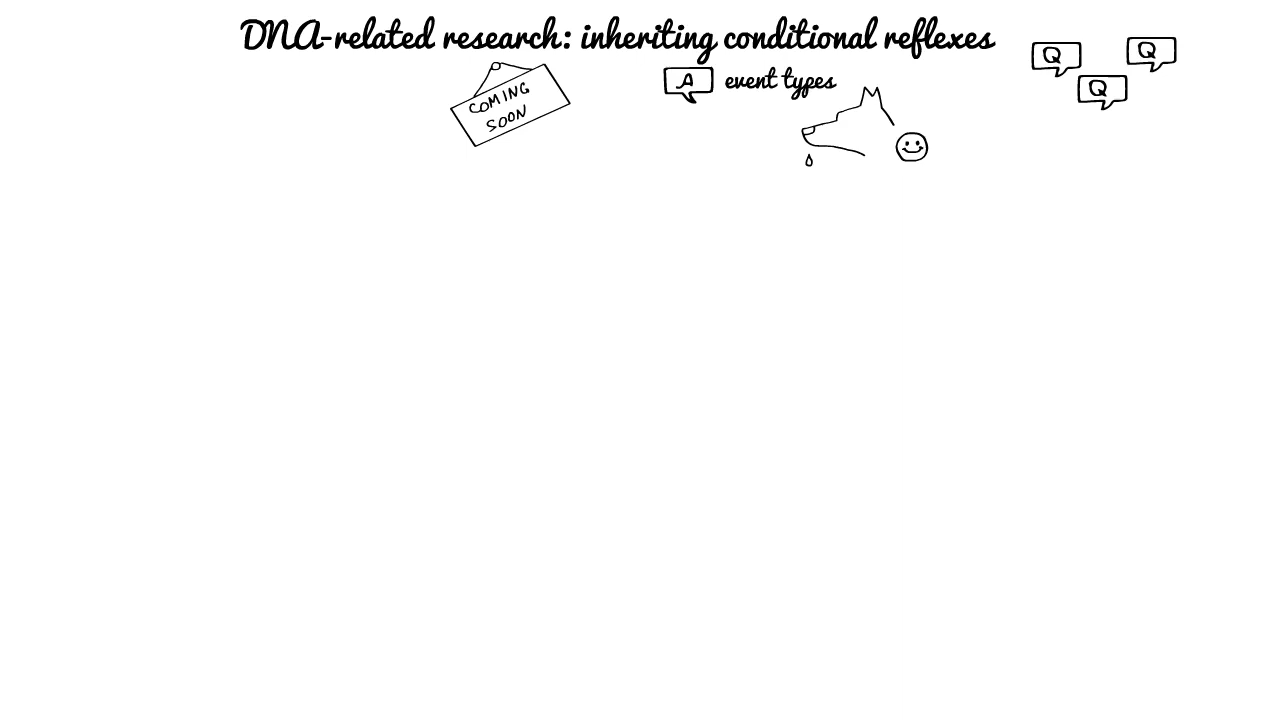 DNA-related research: inheriting conditional reflexes
Q
Q
Q
A event types
COMING
SOON